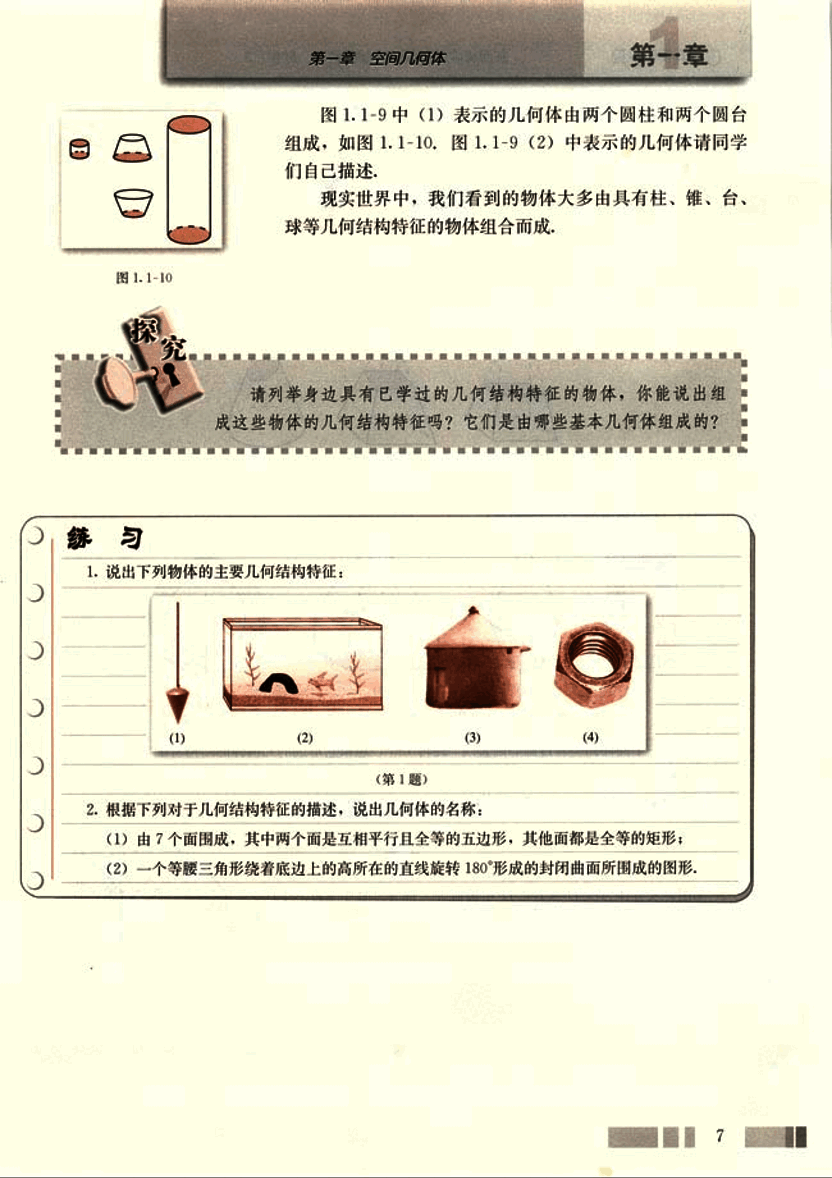 第一章 空间几何体
第一章
1
图 1.1-9 中（1）表示的几何体由两个圆柱和两个圆台
组成，如图 1.1-10. 图 1.1-9（2）中表示的几何体请同学
们自己描述.
现实世界中，我们看到的物体大多由具有柱、锥、台、
球等几何结构特征的物体组合而成.
图 1.1-10
探究
请列举身边具有已学过的几何结构特征的物体，你能说出组
成这些物体的几何结构特征吗？它们是由哪些基本几何体组成的？
练 习
1. 说出下列物体的主要几何结构特征：
(1) (2) (3) (4)
（第 1 题）
2. 根据下列对于几何结构特征的描述，说出几何体的名称：
（1）由 7 个面围成，其中两个面是互相平行且全等的五边形，其他面都是全等的矩形；
（2）一个等腰三角形绕着底边上的高所在的直线旋转 180°形成的封闭曲面所围成的图形.
7